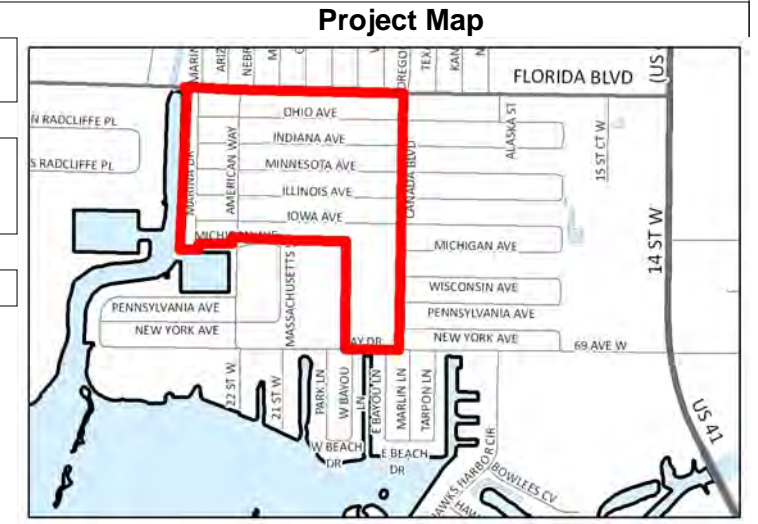 Project Map
MARIN
ARIZ
NEBR
M
OREGO
TEX
KAN
N
(US
FLORIDA BLVD
N RADCLIFFE PL
S RADCLIFFE PL
OHIO AVE
INDIANA AVE
MINNESOTA AVE
ILLINOIS AVE
IOWA AVE
MARINA DR
AMERICAN WAY
CANADA BLVD
ALASKA ST
15 ST CT W
14 ST W
MICHIGAN AVE
MICHIGAN AVE
WISCONSIN AVE
PENNSYLVANIA AVE
PENNSYLVANIA AVE
NEW YORK AVE
NEW YORK AVE
MASSACHUSETTS
AY DR
69 AVE W
22 ST W
21 ST W
PARK LN
W BAYOU
LN
E BAYOU LN
MARLIN LN
TARPON LN
W BEACH
DR
E BEACH
DR
US 41
AWKS HARBOR CIR
BOWLEES CV
HAW